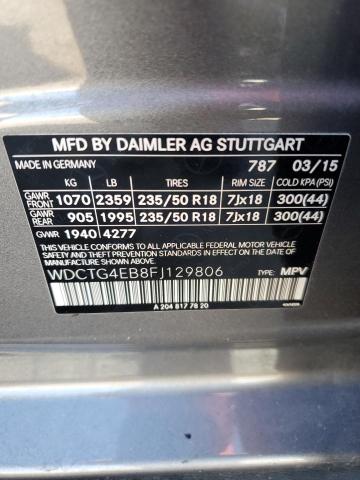 MFD BY DAIMLER AG STUTTGART
MADE IN GERMANY 787 03/15
KG LB TIRES RIM SIZE COLD KPA (PSI)
GAWR FRONT 1070 2359 235/50 R18 7Jx18 300(44)
GAWR REAR 905 1995 235/50 R18 7Jx18 300(44)
GVWR 1940 4277
THIS VEHICLE CONFORMS TO ALL APPLICABLE FEDERAL MOTOR VEHICLE
SAFETY, BUMPER, AND THEFT PREVENTION STANDARDS IN EFFECT ON THE
DATE OF MANUFACTURE SHOWN ABOVE.
WDCTG4EB8FJ129806 TYPE: MPV
A 204 817 78 20